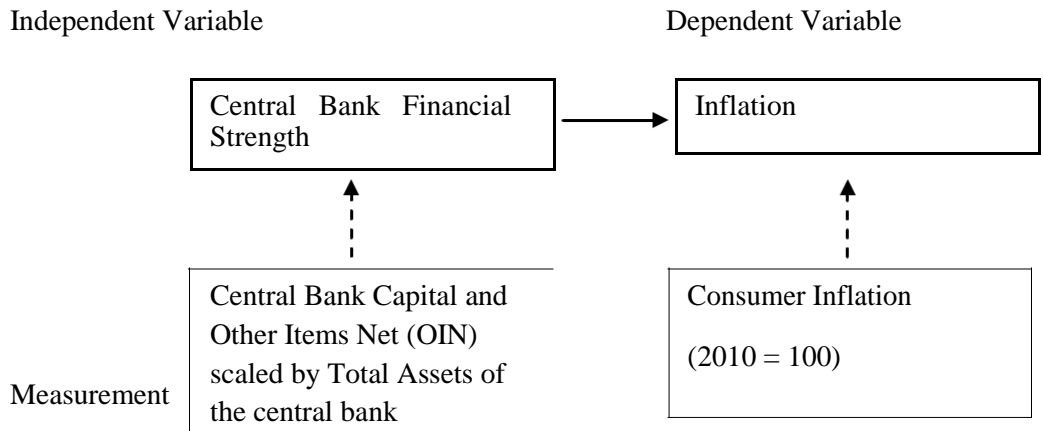 Independent Variable
Dependent Variable
Central Bank Financial
Strength
Inflation
Central Bank Capital and
Other Items Net (OIN)
scaled by Total Assets of
the central bank
Consumer Inflation
(2010 = 100)
Measurement